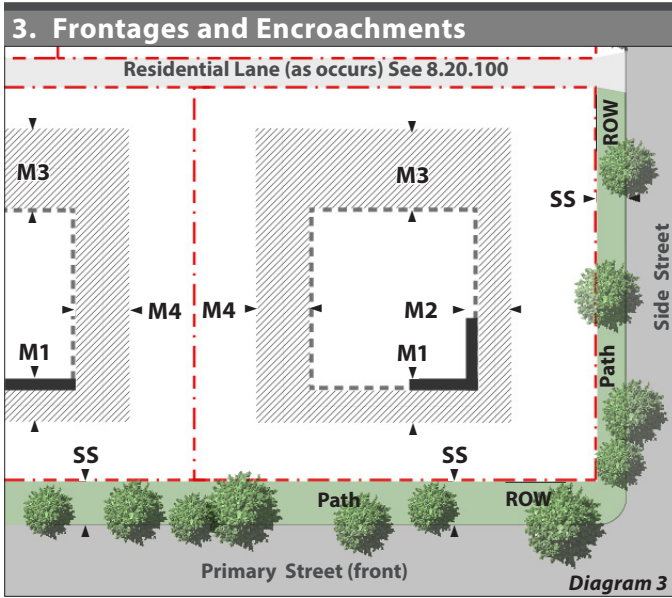 3. Frontages and Encroachments
Residential Lane (as occurs) See 8.20.100
ROW
M3
M3
SS
Side Street
M4
M4
M2
M1
M1
Path
SS
SS
Path
ROW
Primary Street (front)
Diagram 3